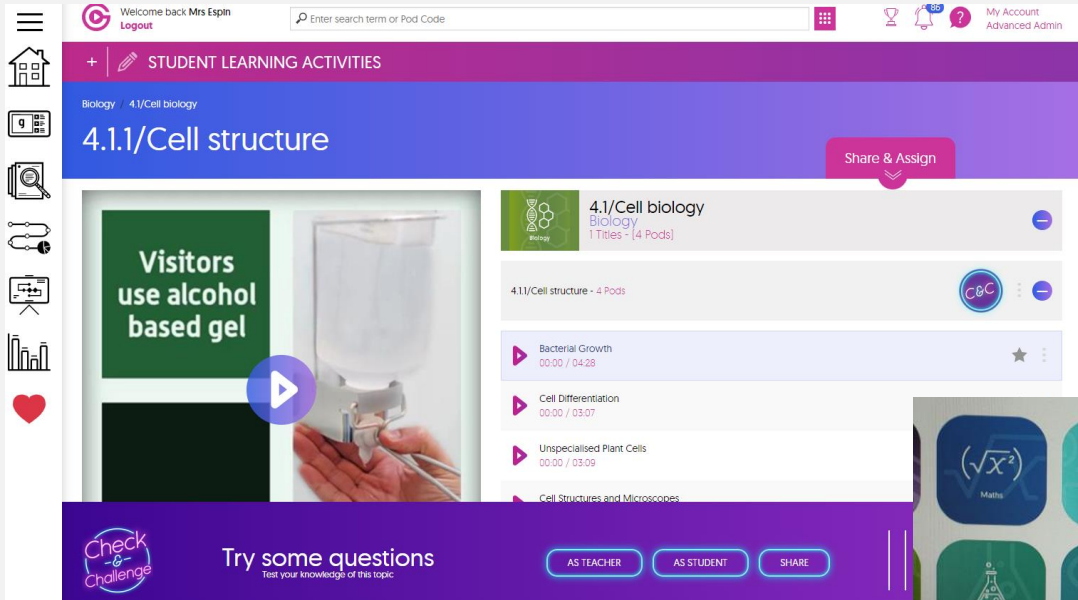 Welcome back Mrs Espin
Logout
Enter search term or Pod Code
86
?
My Account
Advanced Admin
+ STUDENT LEARNING ACTIVITIES
Biology / 4.1/Cell biology
4.1.1/Cell structure
Share & Assign
Visitors
use alcohol
based gel
Biology
4.1/Cell biology
Biology
1 Titles - [4 Pods]
4.1.1/Cell structure - 4 Pods
C&C
Bacterial Growth
00:00 / 04:28
Cell Differentiation
00:00 / 03:07
Unspecialised Plant Cells
00:00 / 03:09
Cell Structures and Microscopes
(√x²)
Maths
Check
-&-
Challenge
Try some questions
Test your knowledge of this topic
AS TEACHER
AS STUDENT
SHARE